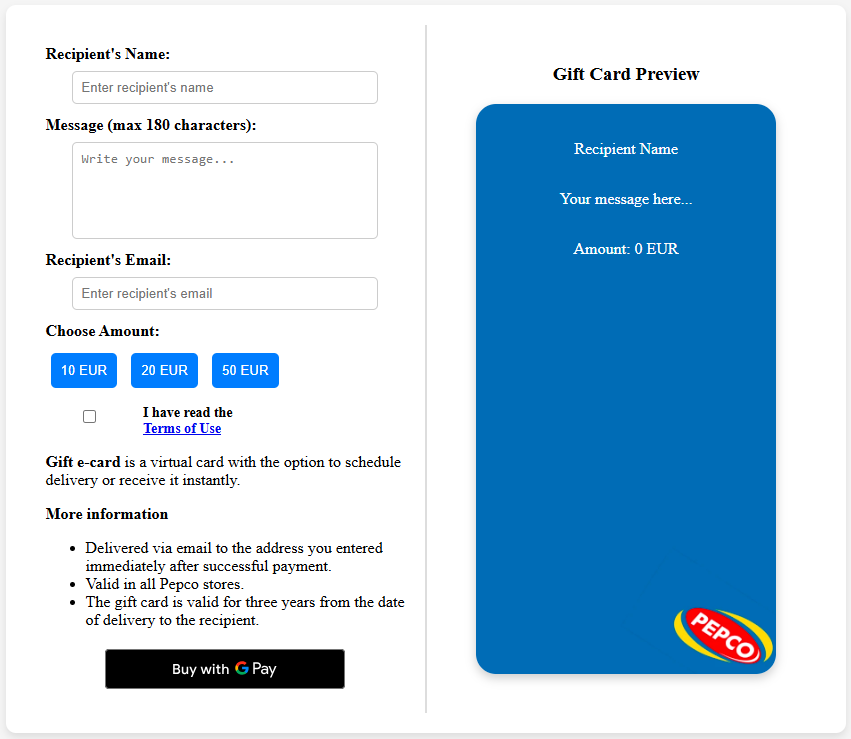 Recipient's Name:
Enter recipient's name
Message (max 180 characters):
Write your message...
Recipient's Email:
Enter recipient's email
Choose Amount:
10 EUR 20 EUR 50 EUR
I have read the
Terms of Use
Gift e-card is a virtual card with the option to schedule
delivery or receive it instantly.
More information
• Delivered via email to the address you entered
immediately after successful payment.
• Valid in all Pepco stores.
• The gift card is valid for three years from the date
of delivery to the recipient.
Buy with G Pay
Gift Card Preview
Recipient Name
Your message here...
Amount: 0 EUR
PEPCO